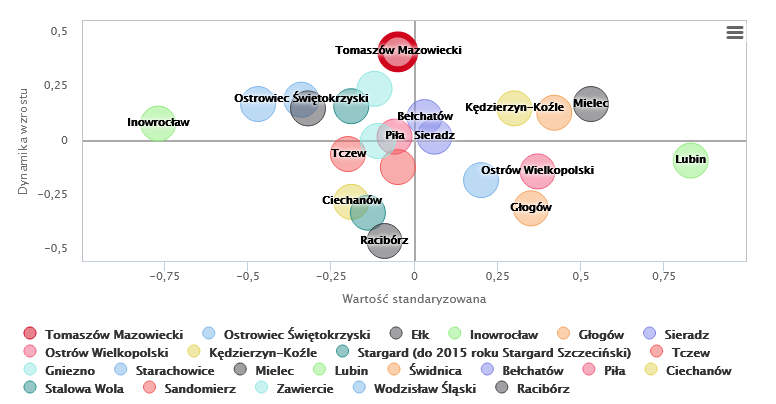 0,5
Tomaszów Mazowiecki
0,25
Ostrowiec Świętokrzyski
Kędzierzyn-Koźle
Mielec
Bełchatów
Inowrocław
0
Piła
Sieradz
Tczew
Lubin
Ostrów Wielkopolski
-0,25
Ciechanów
Głogów
Racibórz
-0,5
Dynamika wzrostu
-0,75
-0,5
-0,25
0
0,25
0,5
0,75
Wartość standaryzowana
Tomaszów Mazowiecki Ostrowiec Świętokrzyski Ełk Inowrocław Głogów Sieradz
Ostrów Wielkopolski Kędzierzyn-Koźle Stargard (do 2015 roku Stargard Szczeciński) Tczew
Gniezno Starachowice Mielec Lubin Świdnica Bełchatów Piła Ciechanów
Stalowa Wola Sandomierz Zawiercie Wodzisław Śląski Racibórz